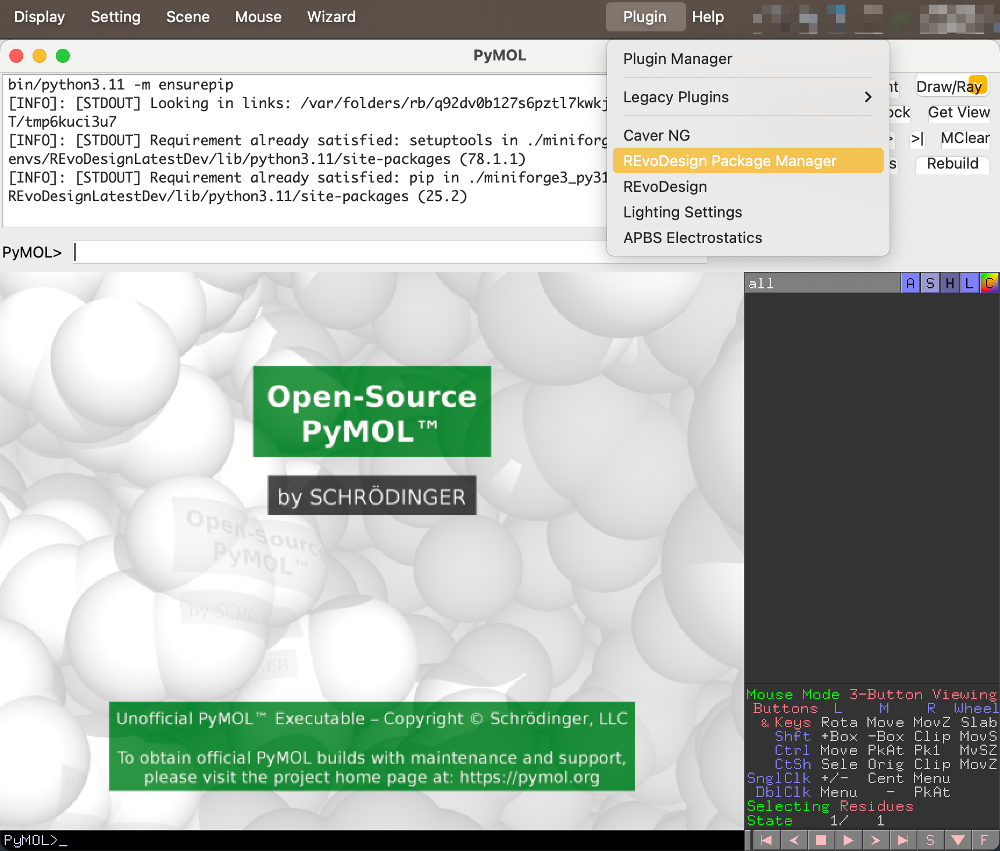 Display Setting Scene Mouse Wizard Plugin Help
PyMOL
bin/python3.11 -m ensurepip
[INFO]: [STDOUT] Looking in links: /var/folders/rb/q92dv0b127s6pztl7kwkj
T/tmp6kuci3u7
[INFO]: [STDOUT] Requirement already satisfied: setuptools in ./miniforg
envs/REvoDesignLatestDev/lib/python3.11/site-packages (78.1.1)
[INFO]: [STDOUT] Requirement already satisfied: pip in ./miniforge3_py31
REvoDesignLatestDev/lib/python3.11/site-packages (25.2)
PyMOL>
Plugin Manager
Legacy Plugins
Caver NG
REvoDesign Package Manager
REvoDesign
Lighting Settings
APBS Electrostatics
Draw/Ray
ock Get View
>| MClear
Rebuild
all A S H L C
Open-Source
PyMOL™
by SCHRÖDINGER
Open-Source
PyMOL™
by SCHRÖ
GER
Unofficial PyMOL™ Executable – Copyright © Schrödinger, LLC
To obtain official PyMOL builds with maintenance and support,
please visit the project home page at: https://pymol.org
Mouse Mode 3-Button Viewing
Buttons L M R Wheel
& Keys Rota Move MovZ Slab
Shft +Box -Box Clip MovS
Ctrl Move PkAt Pk1 MvSZ
CtSh Sele Orig Clip MovZ
SnglClk +/- Cent Menu
DblClk Menu - PkAt
Selecting Residues
State 1/ 1
PyMOL>_
S F